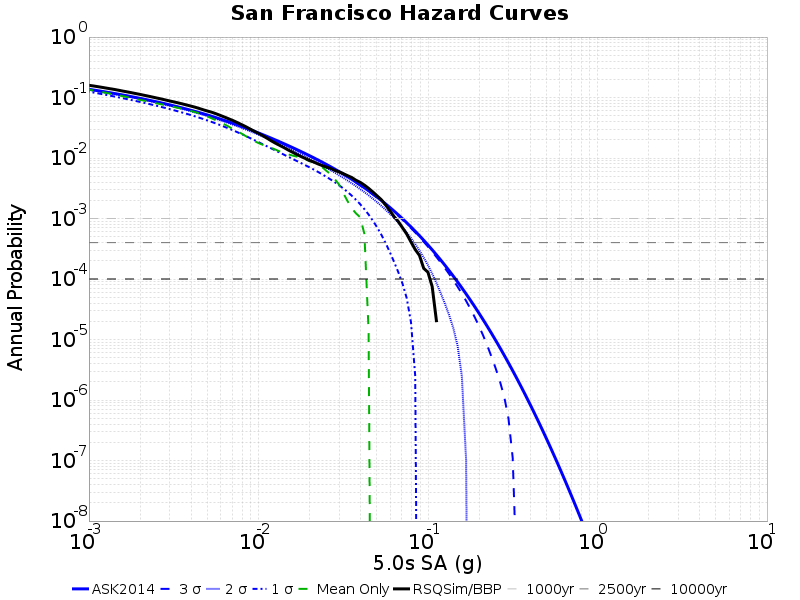 San Francisco Hazard Curves
Annual Probability
10^0
10^-1
10^-2
10^-3
10^-4
10^-5
10^-6
10^-7
10^-8
10^-3 10^-2 10^-1 10^0 10^1
5.0s SA (g)
ASK2014 3 σ 2 σ 1 σ Mean Only RSQSim/BBP 1000yr 2500yr 10000yr